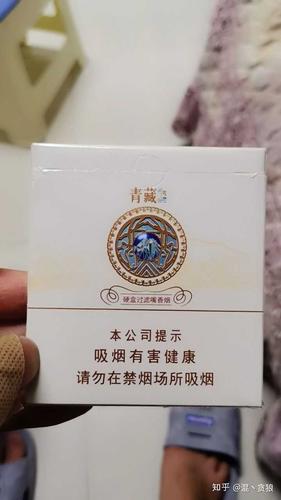 青藏
硬盒过滤嘴香烟
本公司提示
吸烟有害健康
请勿在禁烟场所吸烟
知乎 @混丶贪狼